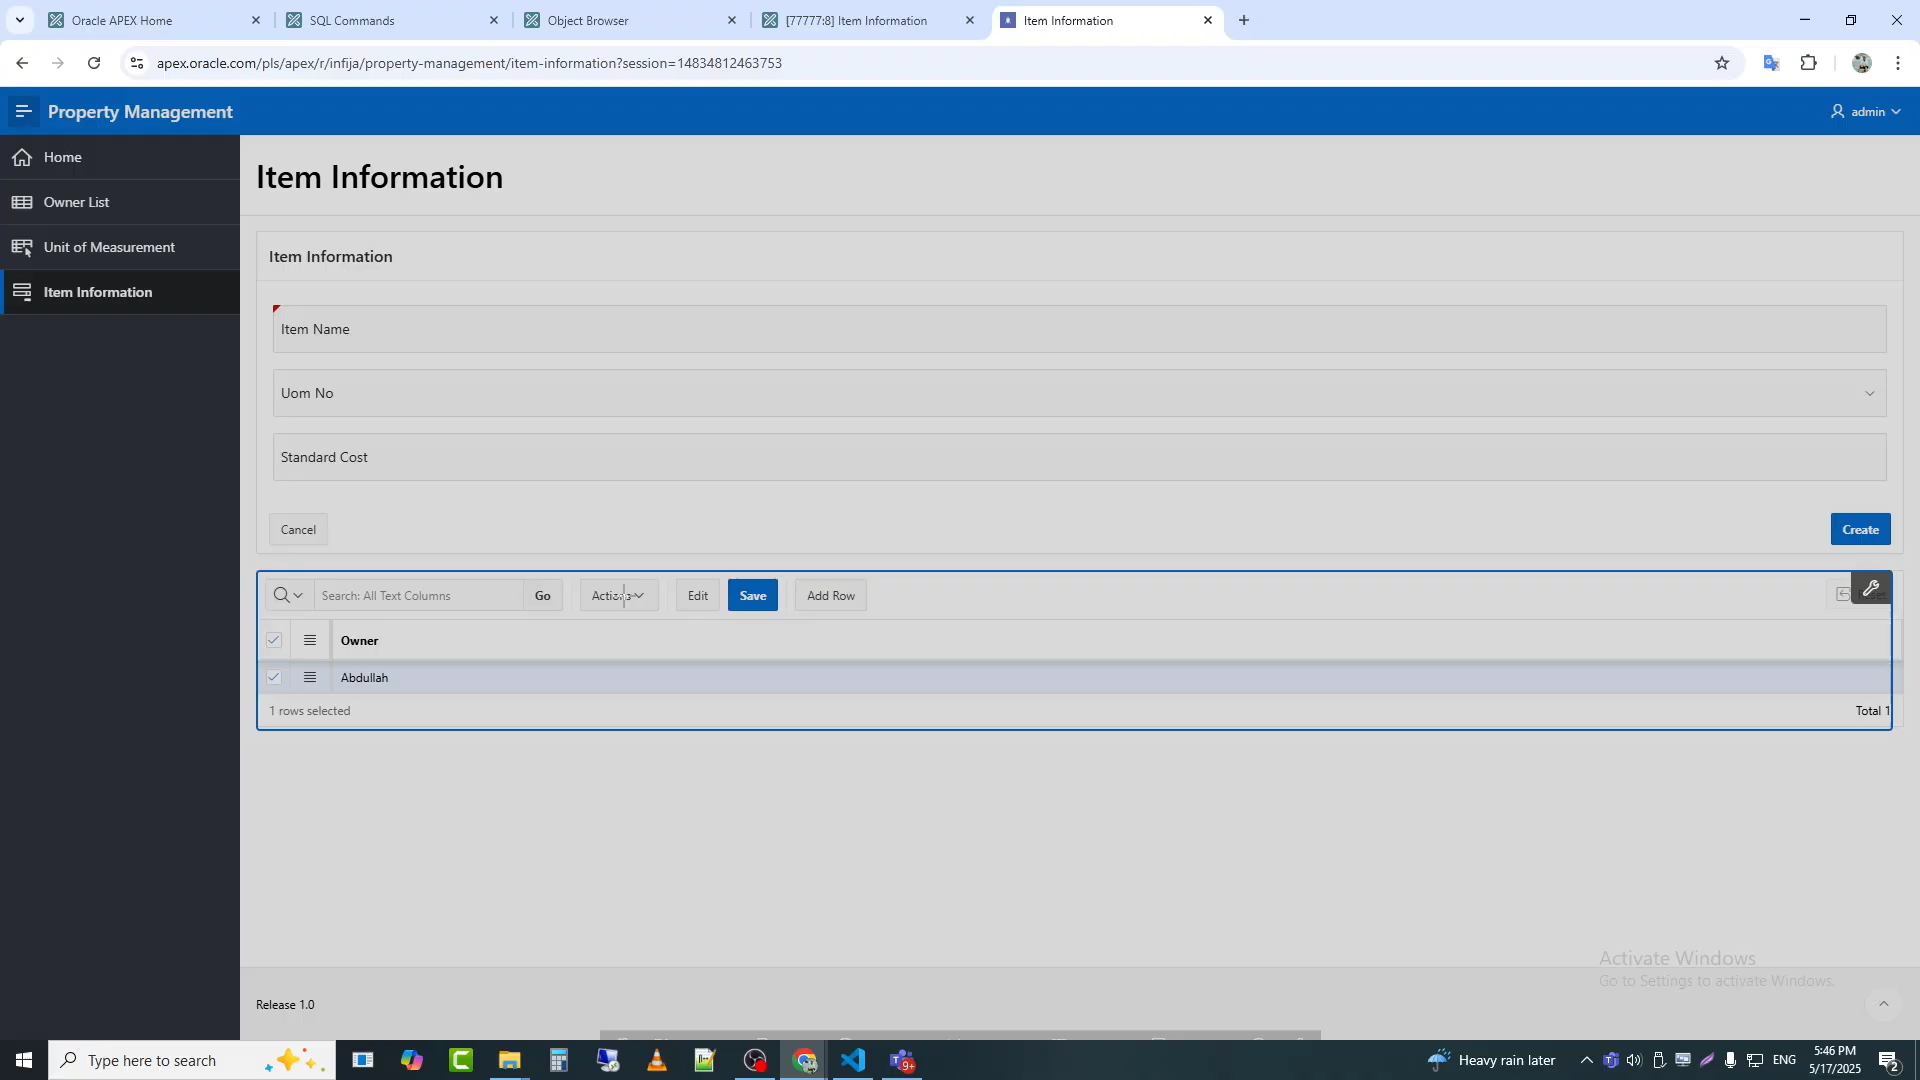 Oracle APEX Home
SQL Commands
Object Browser
[77777:8] Item Information
Item Information
apex.oracle.com/pls/apex/r/infija/property-management/item-information?session=14834812463753
Property Management
admin
Home
Owner List
Unit of Measurement
Item Information
Item Information
Item Information
Item Name
Uom No
Standard Cost
Cancel
Create
Search: All Text Columns
Go
Actions
Edit
Save
Add Row
Owner
Abdullah
1 rows selected
Total 1
Activate Windows
Go to Settings to activate Windows.
Release 1.0
Type here to search
9+
Heavy rain later
ENG
5:46 PM
5/17/2025
2